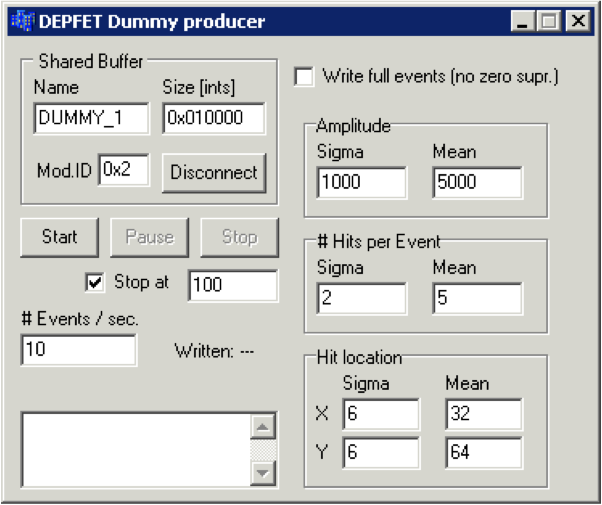 DEPFET Dummy producer
Shared Buffer
Name Size [ints]
DUMMY_1 0x010000
Mod.ID 0x2 Disconnect
Start Pause Stop
Stop at 100
# Events / sec.
10 Written: ---
Write full events (no zero supr.)
Amplitude
Sigma Mean
1000 5000
# Hits per Event
Sigma Mean
2 5
Hit location
Sigma Mean
X 6 32
Y 6 64